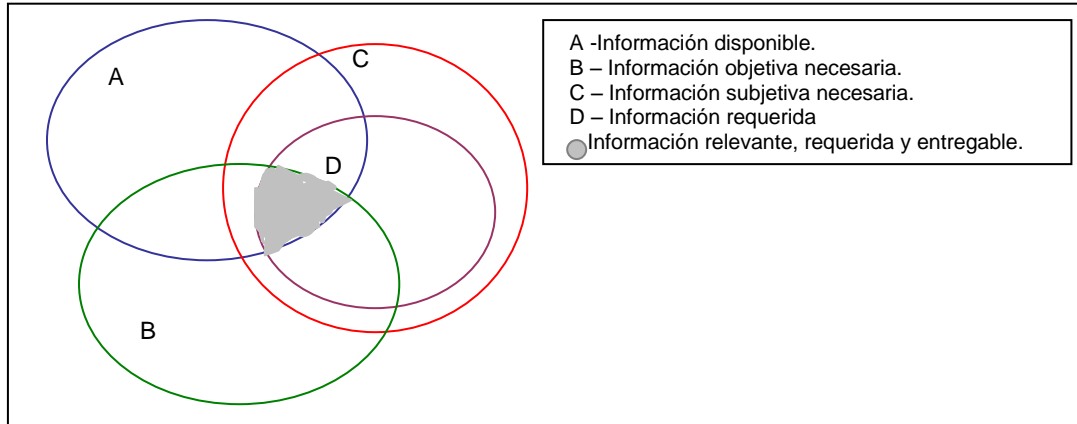 A
C
D
B
A -Información disponible.
B – Información objetiva necesaria.
C – Información subjetiva necesaria.
D – Información requerida
Información relevante, requerida y entregable.